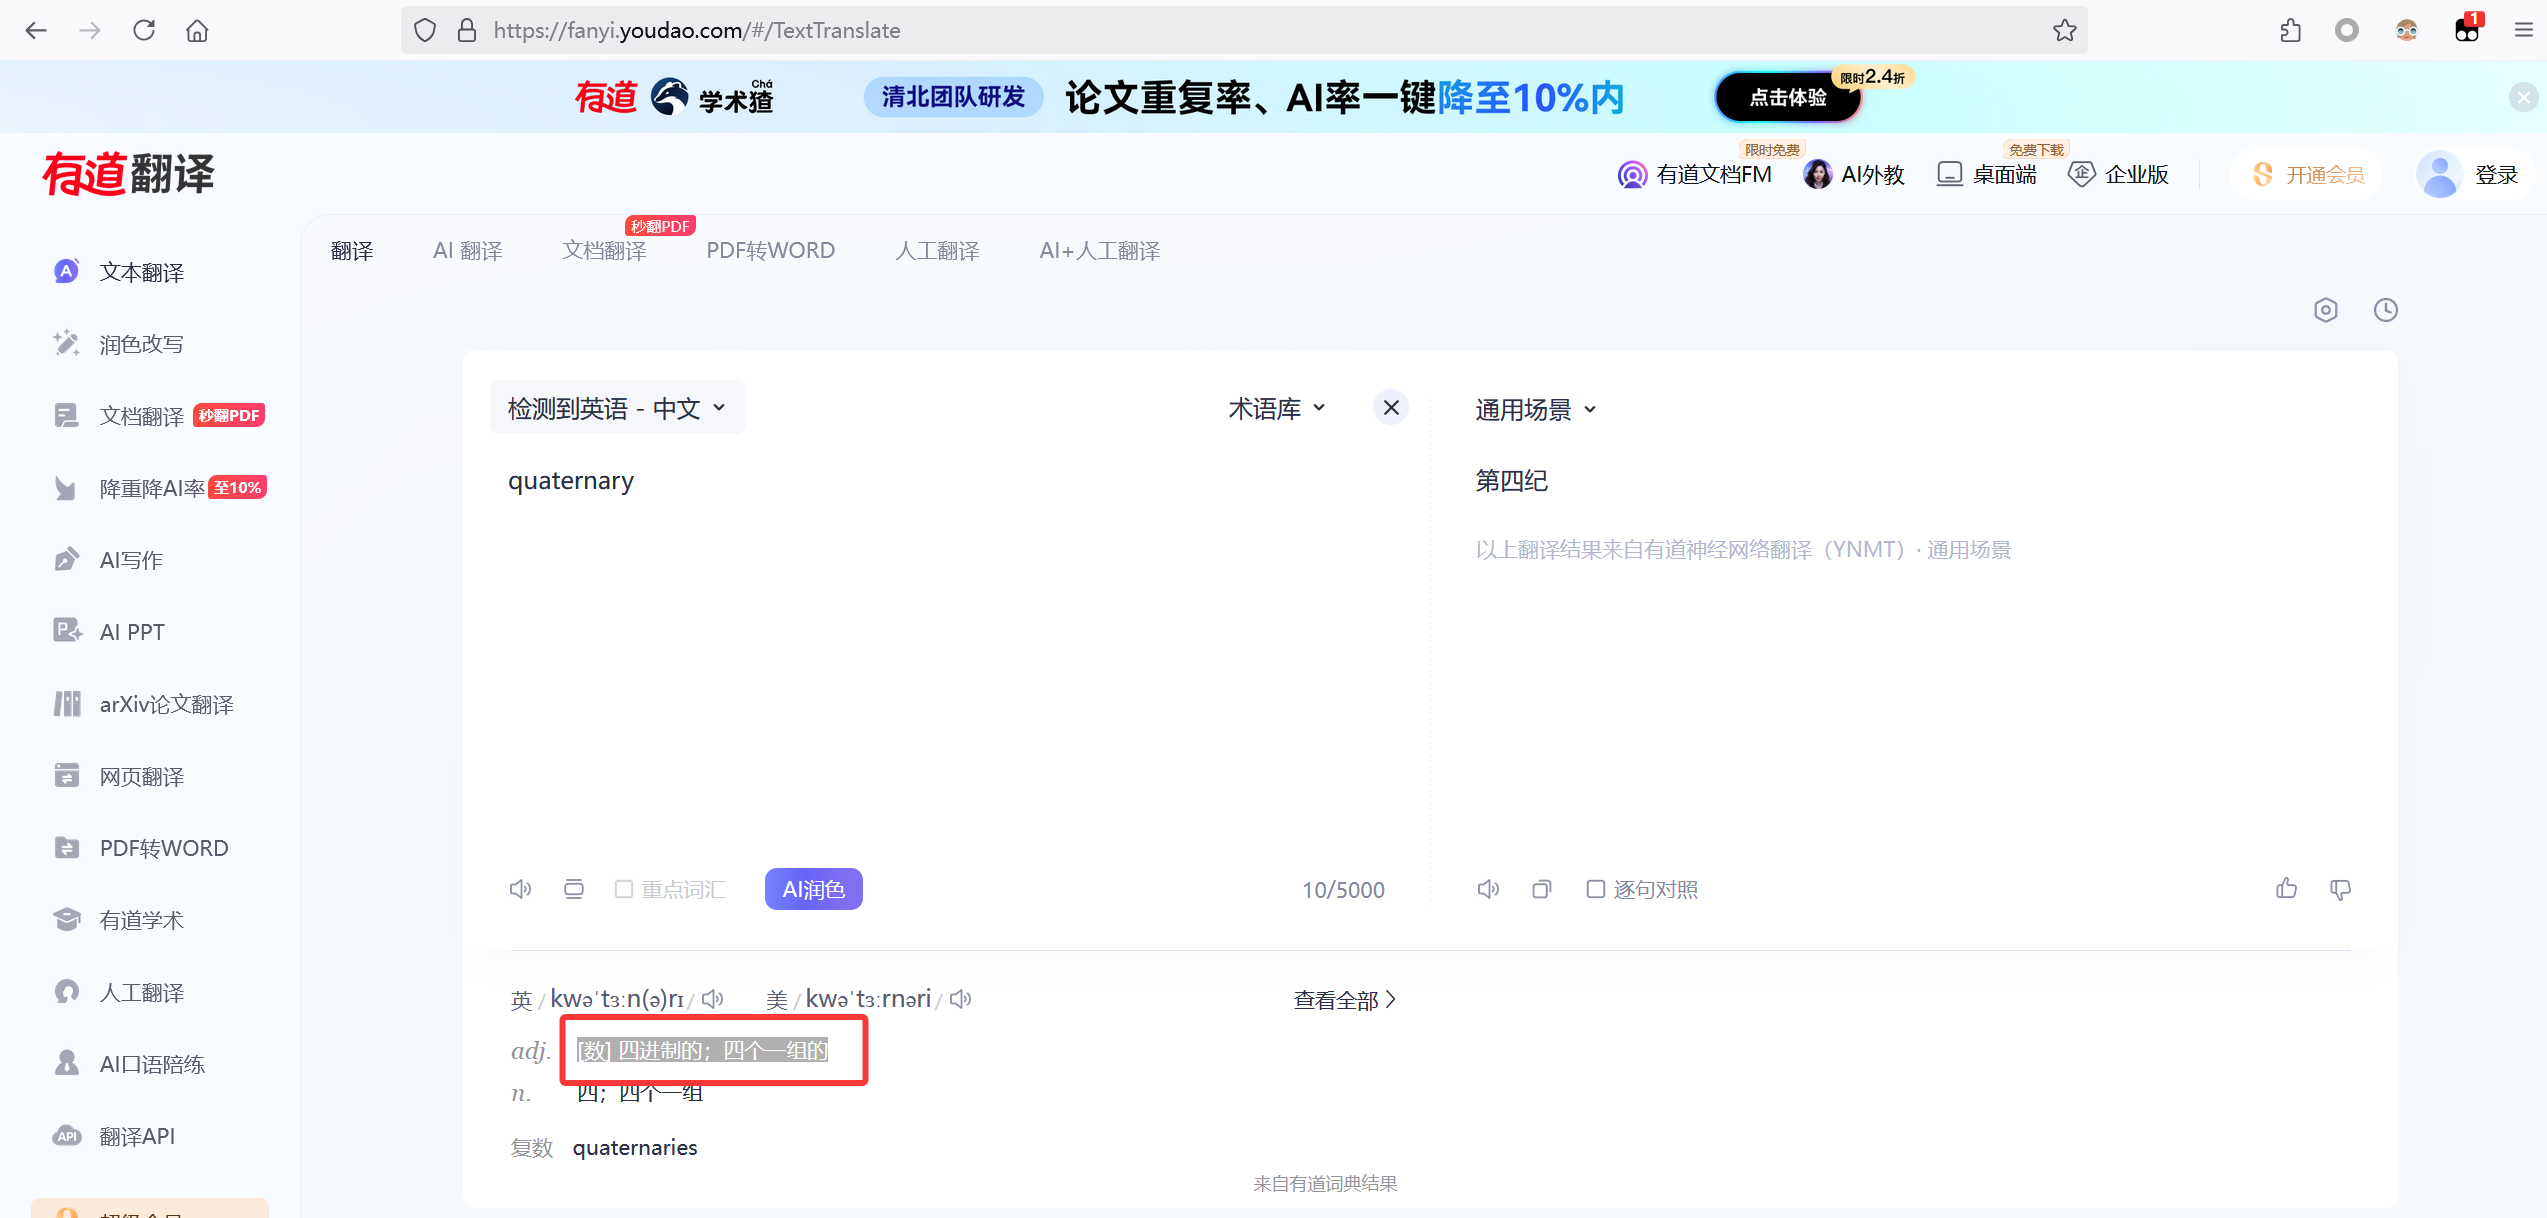 https://fanyi.youdao.com/#/TextTranslate
1
有道 学术猹 Chá 清北团队研发 论文重复率、AI率一键降至10%内 点击体验 限时2.4折
有道翻译
有道文档FM 限时免费 AI外教 桌面端 免费下载 企 企业版 开通会员 登录
翻译 AI 翻译 文档翻译 秒翻PDF PDF转WORD 人工翻译 AI+人工翻译
文本翻译
润色改写
文档翻译 秒翻PDF
降重降AI率 至10%
AI写作
AI PPT
arXiv论文翻译
网页翻译
PDF转WORD
有道学术
人工翻译
AI口语陪练
API 翻译API
检测到英语 - 中文 术语库 通用场景
quaternary
第四纪
以上翻译结果来自有道神经网络翻译（YNMT）· 通用场景
重点词汇 AI润色 10/5000 逐句对照
英 / kwəˈtɜːn(ə)rɪ / 美 / kwəˈtɜːrnəri / 查看全部
adj. [数] 四进制的；四个一组的
n. 四；四个一组
复数 quaternaries
来自有道词典结果